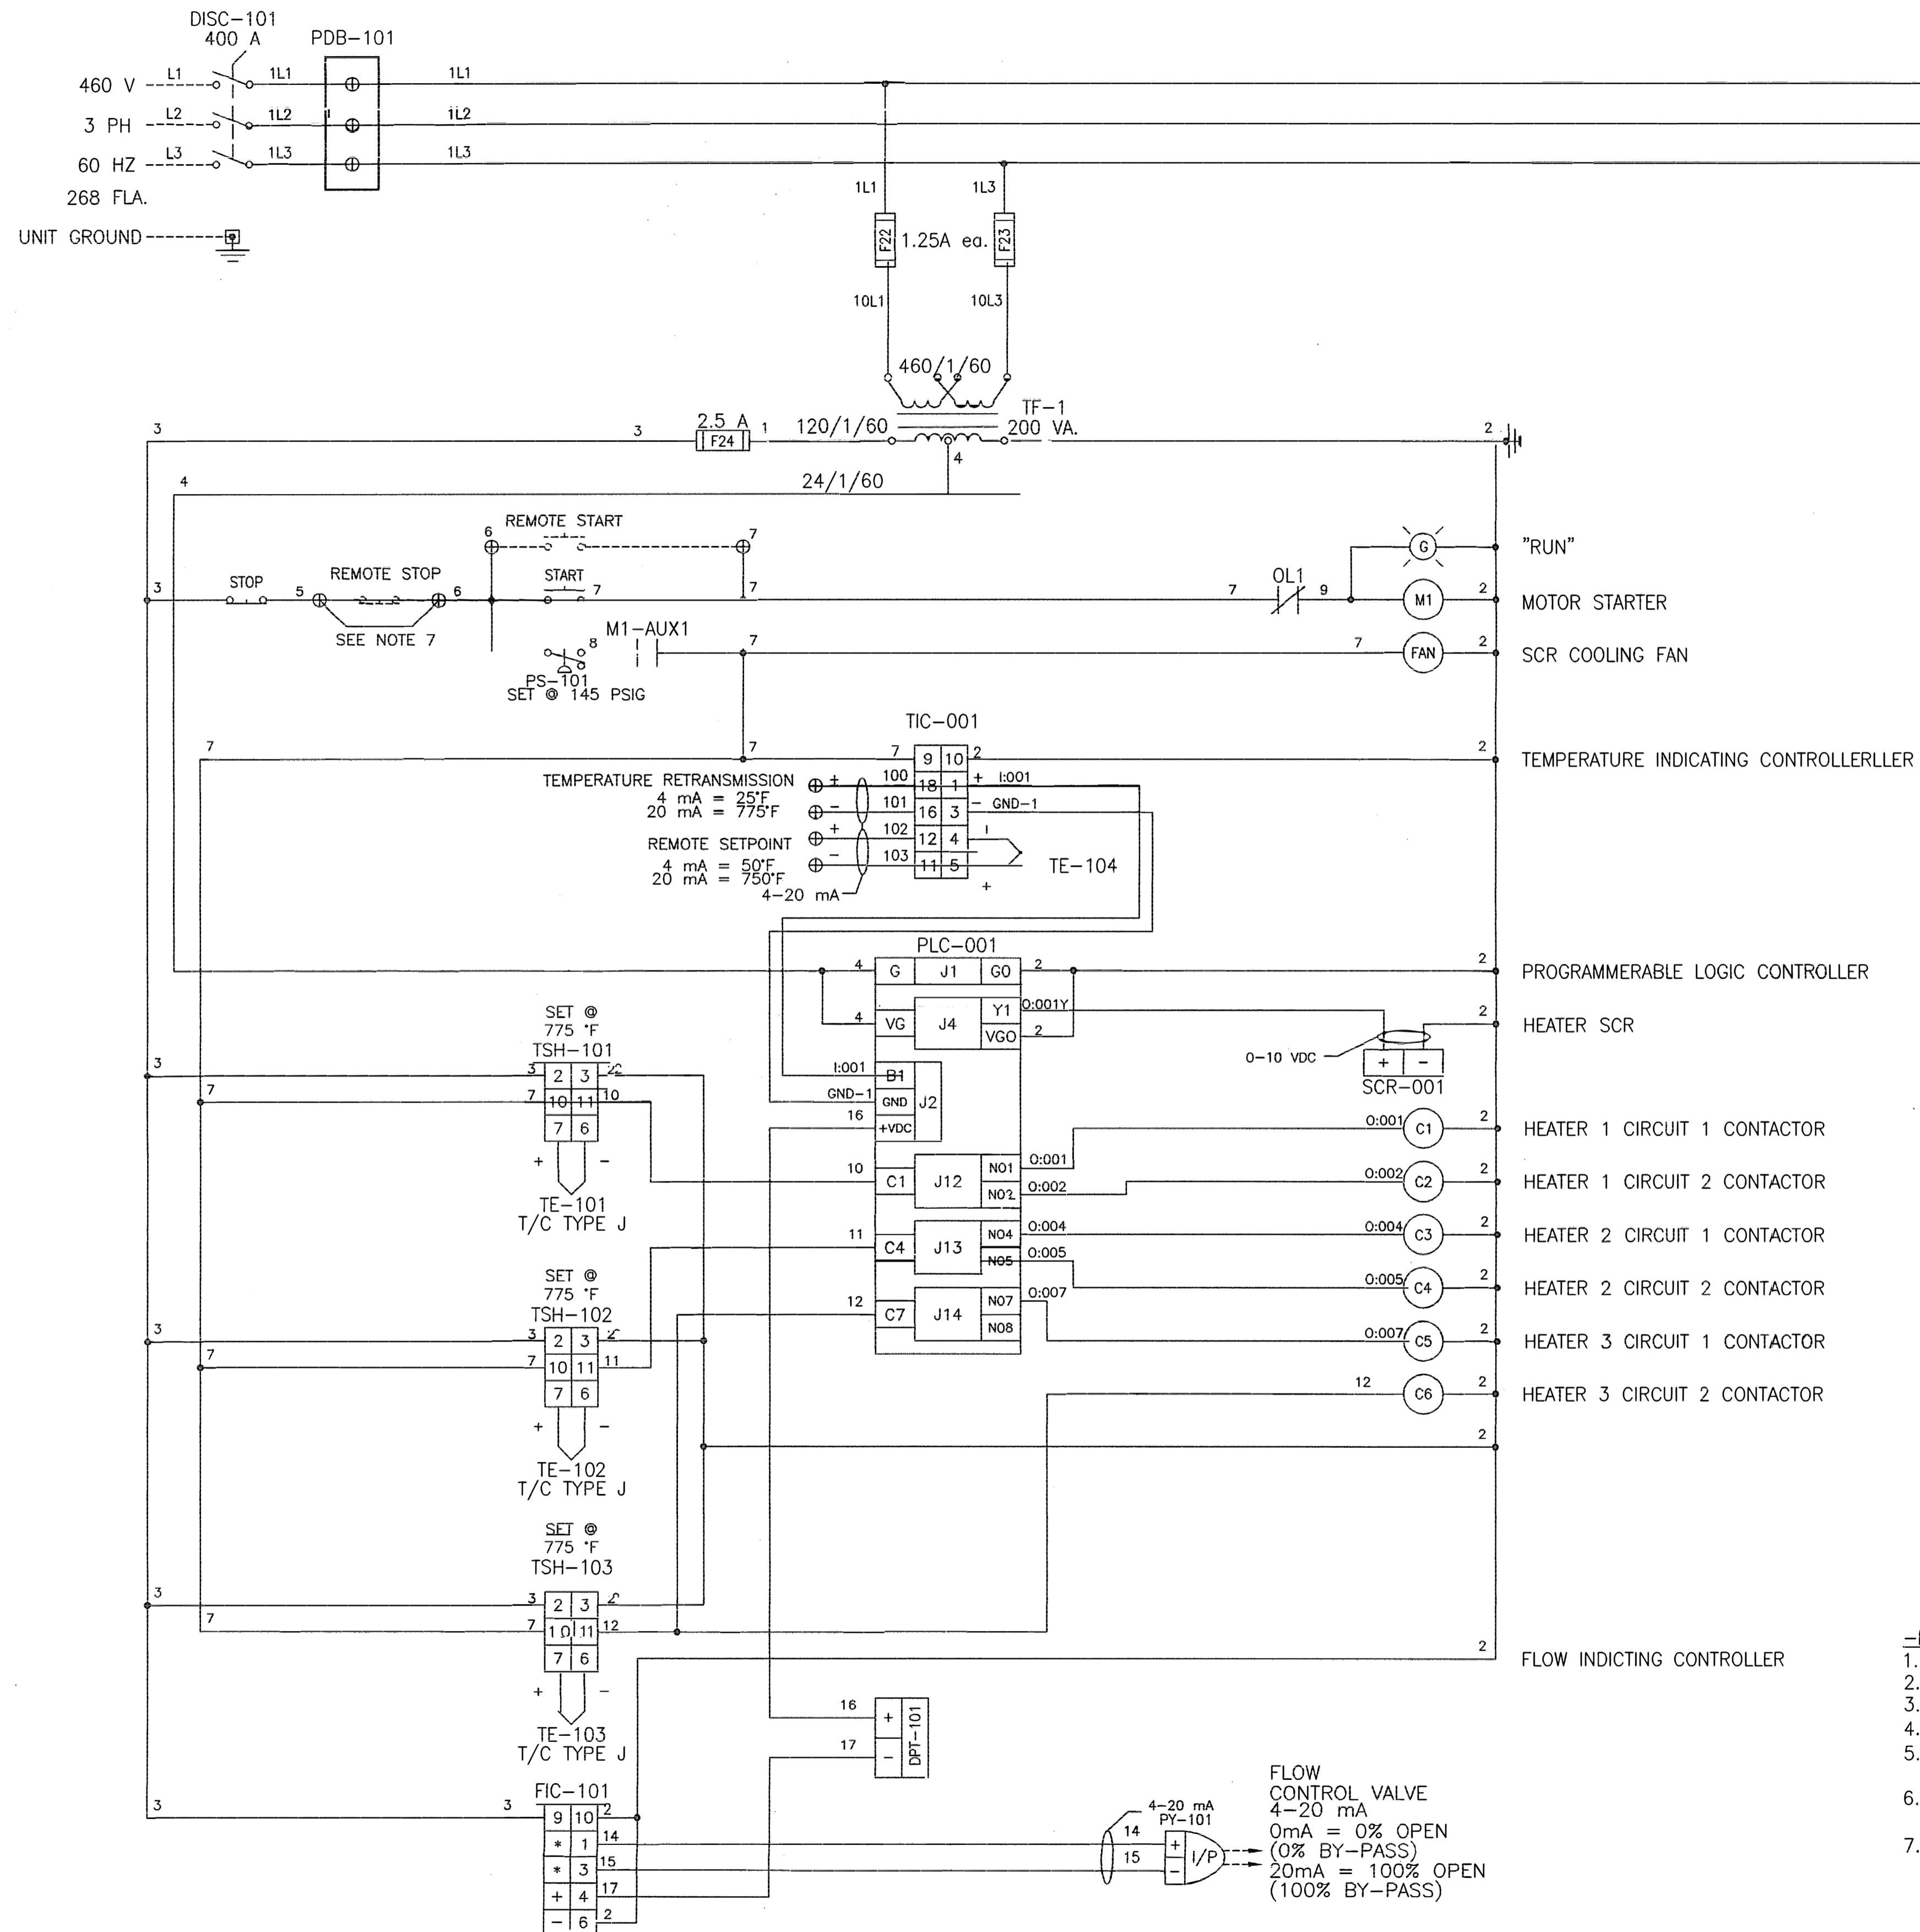 DISC-101
400 A
PDB-101
460 V
L1
1L1
1L1
3 PH
L2
1L2
1L2
60 HZ
L3
1L3
1L3
268 FLA.
UNIT GROUND
1L1
1L3
F22
1.25A ea.
F23
10L1
10L3
460/1/60
TF-1
200 VA.
3
3
2.5 A
F24
1
120/1/60
4
2
4
24/1/60
6
REMOTE START
7
G
"RUN"
3
STOP
5
REMOTE STOP
6
START
7
7
7
OL1
9
M1
2
MOTOR STARTER
SEE NOTE 7
8
M1-AUX1
7
7
FAN
2
SCR COOLING FAN
PS-101
SET @ 145 PSIG
TIC-001
7
7
7
9
10
2
2
TEMPERATURE INDICATING CONTROLLERLLER
TEMPERATURE RETRANSMISSION
4 mA = 25°F
20 mA = 775°F
+
100
18
1
+
I:001
-
101
16
3
-
GND-1
REMOTE SETPOINT
4 mA = 50°F
20 mA = 750°F
+
102
12
4
-
103
11
5
+
TE-104
4-20 mA
PLC-001
4
G
J1
GO
2
2
PROGRAMMERABLE LOGIC CONTROLLER
4
VG
J4
Y1
O:001Y
VGO
2
2
HEATER SCR
0-10 VDC
+
-
SCR-001
SET @
775 °F
TSH-101
3
3
2
3
7
7
10
11
10
7
6
+
-
TE-101
T/C TYPE J
I:001
B1
GND-1
GND
J2
16
+VDC
10
C1
J12
NO1
O:001
NO2
O:002
O:001
C1
2
HEATER 1 CIRCUIT 1 CONTACTOR
O:002
C2
2
HEATER 1 CIRCUIT 2 CONTACTOR
11
C4
J13
NO4
O:004
NO5
O:005
O:004
C3
2
HEATER 2 CIRCUIT 1 CONTACTOR
O:005
C4
2
HEATER 2 CIRCUIT 2 CONTACTOR
12
C7
J14
NO7
O:007
NO8
O:007
C5
2
HEATER 3 CIRCUIT 1 CONTACTOR
12
C6
2
HEATER 3 CIRCUIT 2 CONTACTOR
2
SET @
775 °F
TSH-102
3
3
2
3
2
7
7
10
11
11
7
6
+
-
TE-102
T/C TYPE J
SET @
775 °F
TSH-103
3
3
2
3
2
7
7
10
11
12
7
6
+
-
TE-103
T/C TYPE J
2
FLOW INDICTING CONTROLLER
16
+
17
-
DPT-101
FIC-101
3
3
9
10
2
*
1
14
*
3
15
+
4
17
-
6
2
4-20 mA
PY-101
14
+
15
-
I/P
FLOW
CONTROL VALVE
4-20 mA
0mA = 0% OPEN
(0% BY-PASS)
20mA = 100% OPEN
(100% BY-PASS)
1.
2.
3.
4.
5.
6.
7.